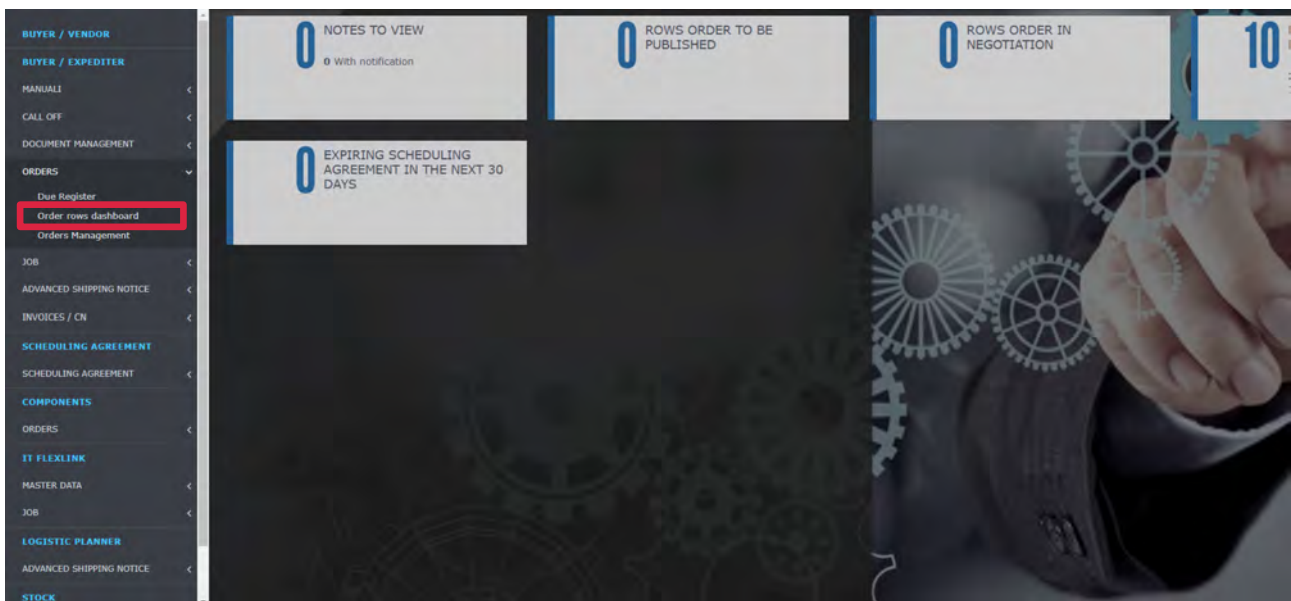 BUYER / VENDOR
BUYER / EXPEDITER
MANUALI
CALL OFF
DOCUMENT MANAGEMENT
ORDERS
Due Register
Order rows dashboard
Orders Management
JOB
ADVANCED SHIPPING NOTICE
INVOICES / CN
SCHEDULING AGREEMENT
SCHEDULING AGREEMENT
COMPONENTS
ORDERS
IT FLEXLINK
MASTER DATA
JOB
LOGISTIC PLANNER
ADVANCED SHIPPING NOTICE
STOCK
0 NOTES TO VIEW
0 With notification
0 ROWS ORDER TO BE
PUBLISHED
0 ROWS ORDER IN
NEGOTIATION
10
0 EXPIRING SCHEDULING
AGREEMENT IN THE NEXT 30
DAYS